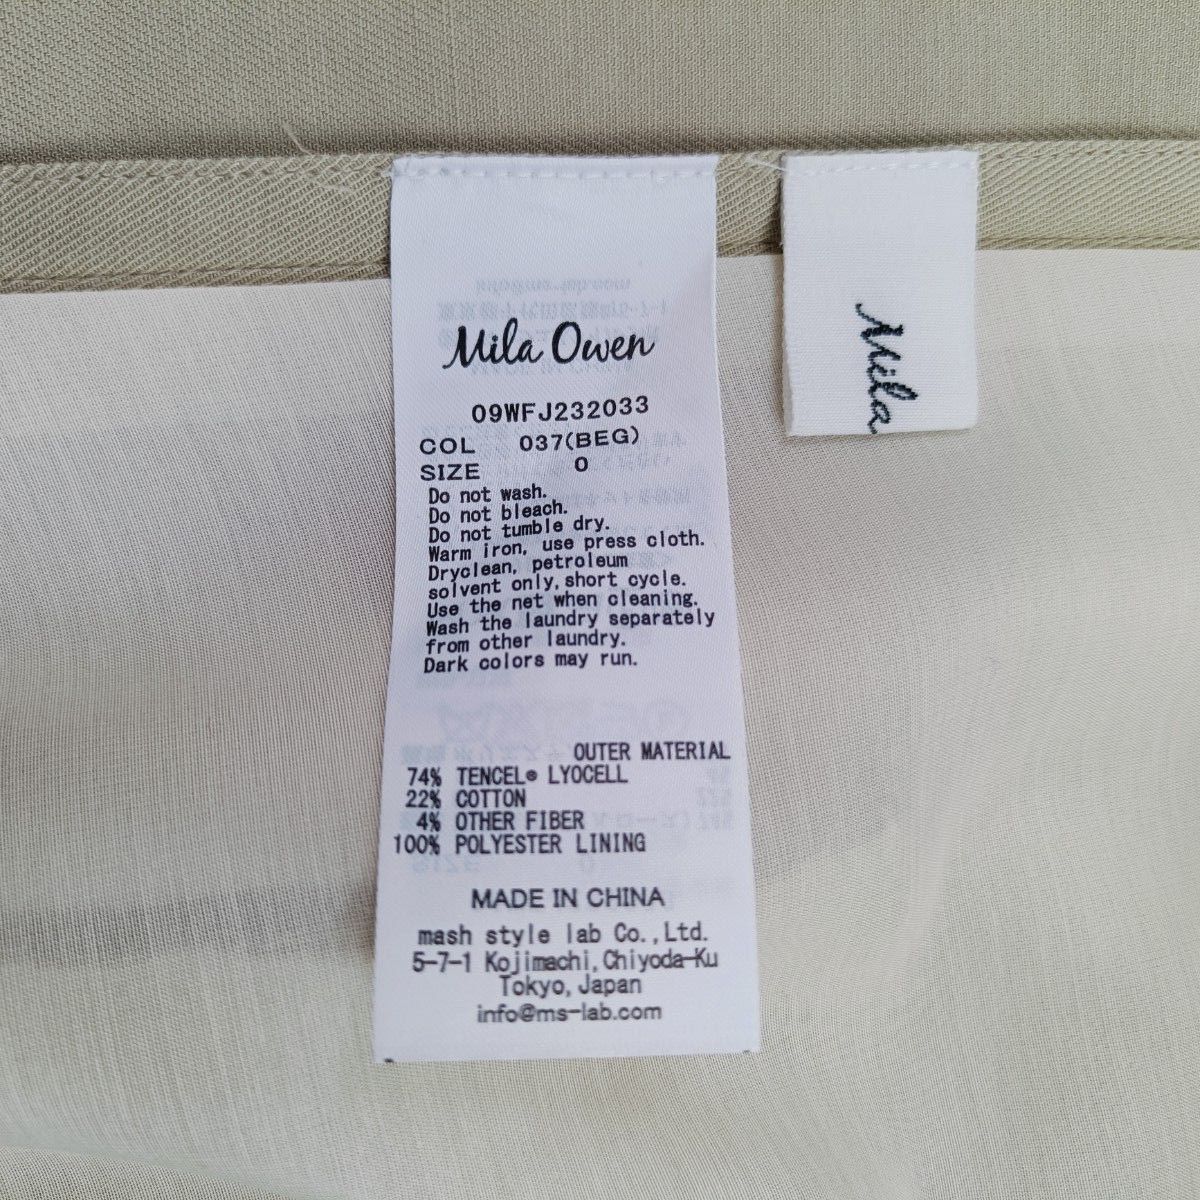 Mila Owen
09WFJ232033
COL 037(BEG)
SIZE 0
Do not wash.
Do not bleach.
Do not tumble dry.
Warm iron, use press cloth.
Dryclean, petroleum
solvent only, short cycle.
Use the net when cleaning.
Wash the laundry separately
from other laundry.
Dark colors may run.
OUTER MATERIAL
74% TENCEL® LYOCELL
22% COTTON
4% OTHER FIBER
100% POLYESTER LINING
MADE IN CHINA
mash style lab Co.,Ltd.
5-7-1 Kojimachi,Chiyoda-Ku
Tokyo,Japan
info@ms-lab.com
Mila